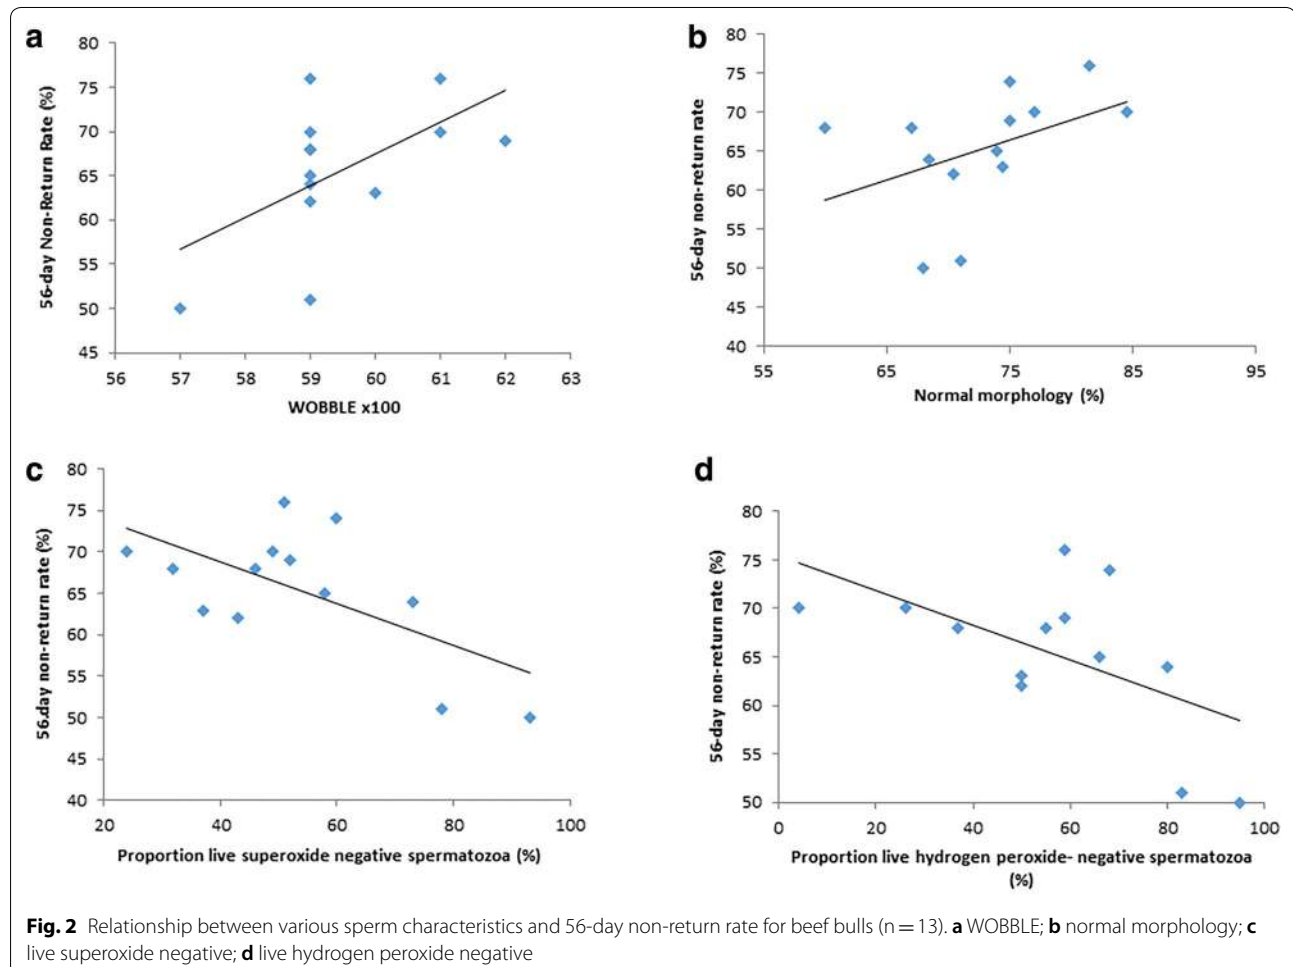 a
80
75
70
65
60
55
50
45
56 57 58 59 60 61 62 63
56-day Non-Return Rate (%)
WOBBLE x100
b
80
75
70
65
60
55
50
45
40
55 65 75 85 95
56-day non-return rate
Normal morphology (%)
c
80
75
70
65
60
55
50
45
40
20 40 60 80 100
56.day non-return rate (%)
Proportion live superoxide negative spermatozoa (%)
d
80
75
70
65
60
55
50
0 20 40 60 80 100
56-day non-return rate (%)
Proportion live hydrogen peroxide- negative spermatozoa
(%)
Fig. 2 Relationship between various sperm characteristics and 56-day non-return rate for beef bulls (n = 13). a WOBBLE; b normal morphology; c
live superoxide negative; d live hydrogen peroxide negative